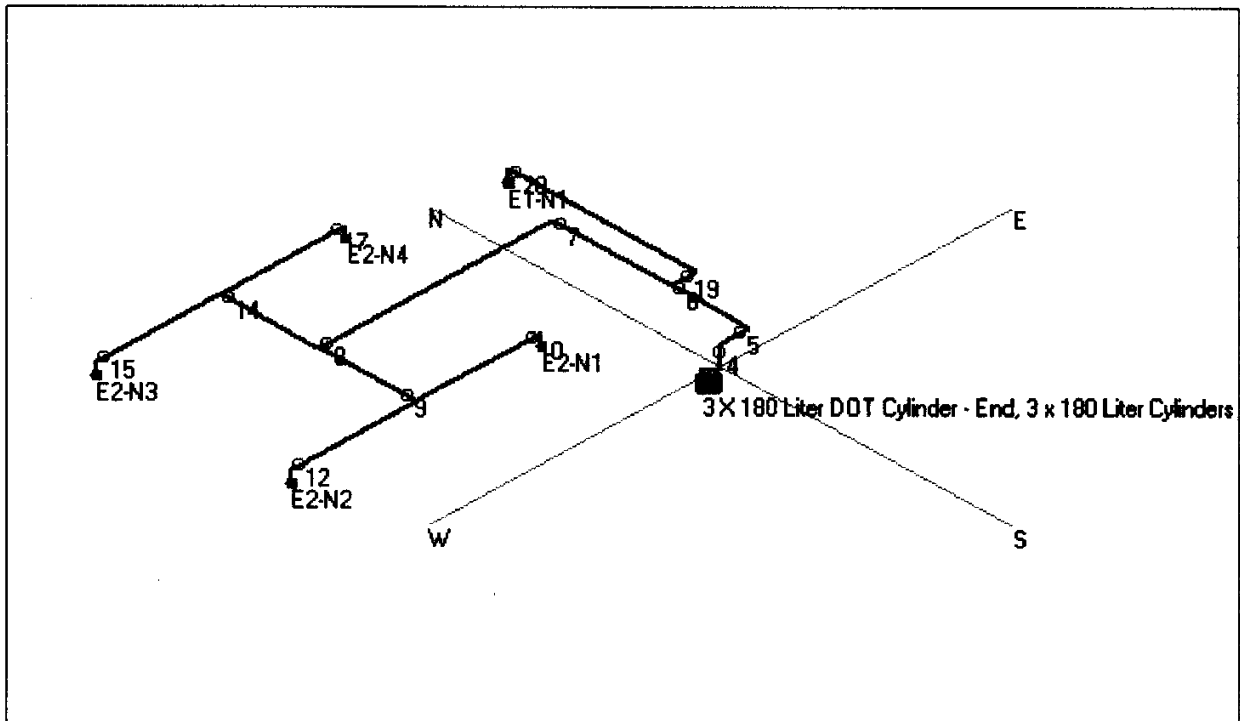 20
E1-N1
N
E
17
E2-N4
7
19
6
14
5
15
E2-N3
8
10
E2-N1
4
9
3 X 180 Liter DOT Cylinder - End, 3 x 180 Liter Cylinders
12
E2-N2
W
S